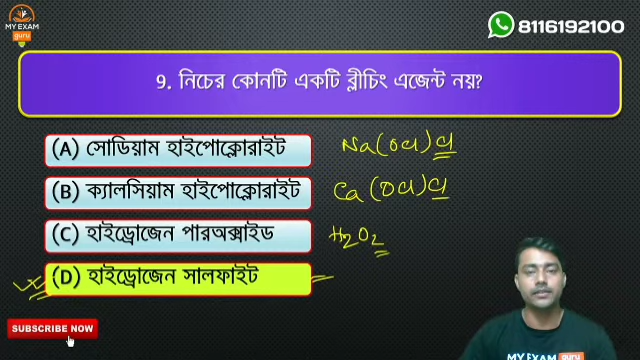 MY EXAM
guru
8116192100
9. নিচের কোনটি একটি ব্লীচিং এজেন্ট নয়?
(A) সোডিয়াম হাইপোক্লোরাইট
Na(OCl)Cl
(B) ক্যালসিয়াম হাইপোক্লোরাইট
Ca(OCl)Cl
(C) হাইড্রোজেন পারঅক্সাইড
H2O2
(D) হাইড্রোজেন সালফাইট
SUBSCRIBE NOW
MY EXAM guru